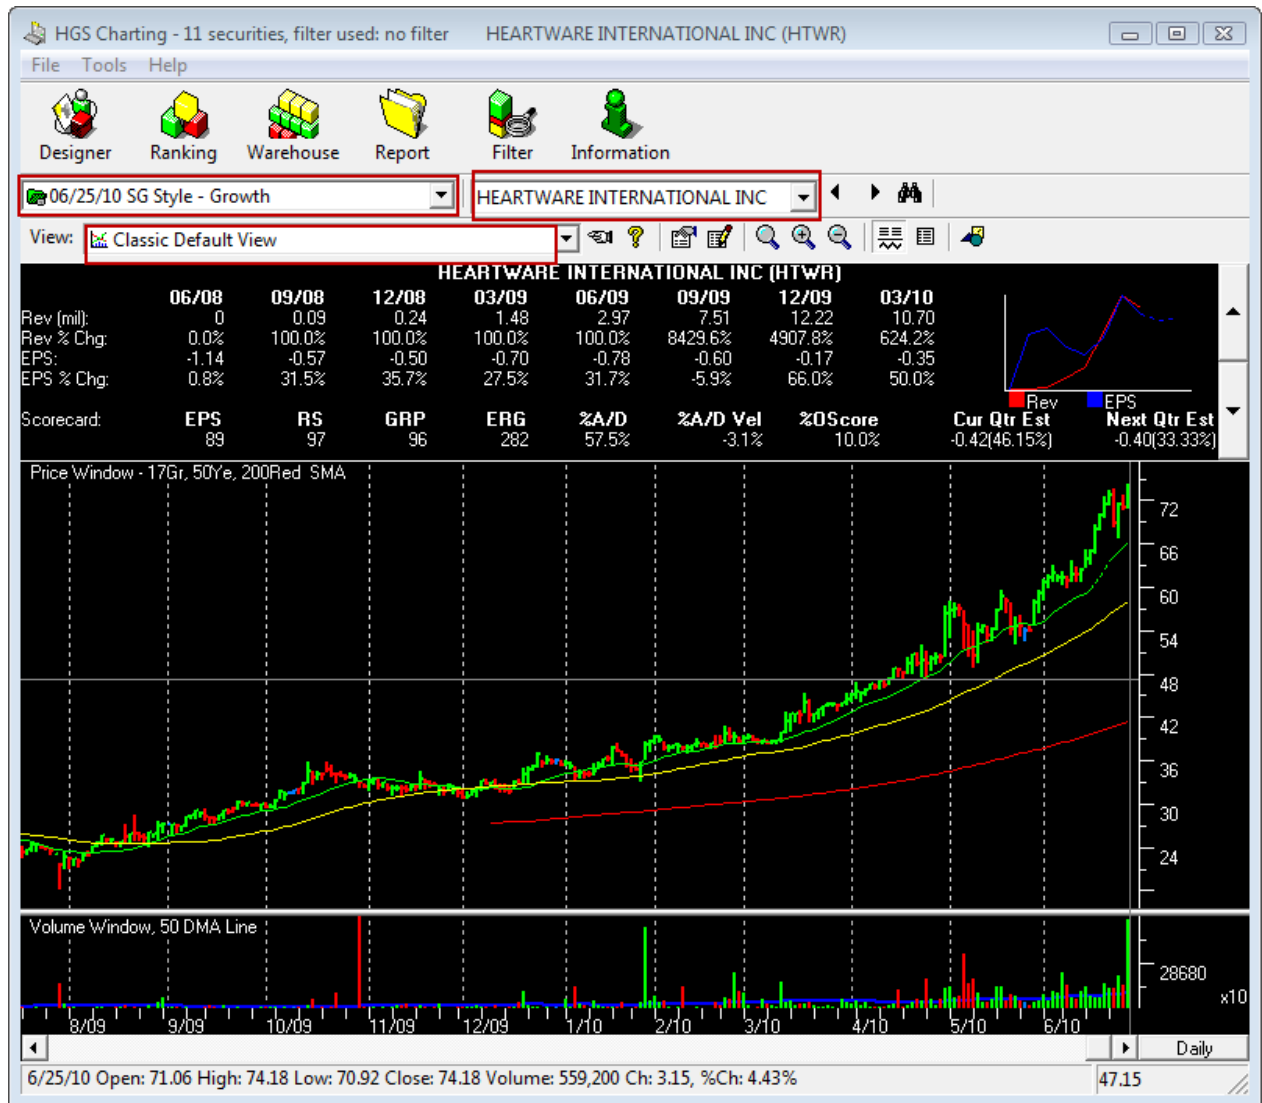 HGS Charting - 11 securities, filter used: no filter HEARTWARE INTERNATIONAL INC (HTWR)
File Tools Help
Designer Ranking Warehouse Report Filter Information
06/25/10 SG Style - Growth HEARTWARE INTERNATIONAL INC
View: Classic Default View
HEARTWARE INTERNATIONAL INC (HTWR)
06/08 09/08 12/08 03/09 06/09 09/09 12/09 03/10
Rev (mil): 0 0.09 0.24 1.48 2.97 7.51 12.22 10.70
Rev % Chg: 0.0% 100.0% 100.0% 100.0% 100.0% 8429.6% 4907.8% 624.2%
EPS: -1.14 -0.57 -0.50 -0.70 -0.78 -0.60 -0.17 -0.35
EPS % Chg: 0.8% 31.5% 35.7% 27.5% 31.7% -5.9% 66.0% 50.0%
Rev EPS
Scorecard: EPS RS GRP ERG %A/D %A/D Vel %OScore Cur Qtr Est Next Qtr Est
89 97 96 282 57.5% -3.1% 10.0% -0.42(46.15%) -0.40(33.33%)
Price Window - 17Gr, 50Ye, 200Red SMA
72
66
60
54
48
42
36
30
24
Volume Window, 50 DMA Line
28680
x10
8/09 9/09 10/09 11/09 12/09 1/10 2/10 3/10 4/10 5/10 6/10
Daily
6/25/10 Open: 71.06 High: 74.18 Low: 70.92 Close: 74.18 Volume: 559,200 Ch: 3.15, %Ch: 4.43% 47.15